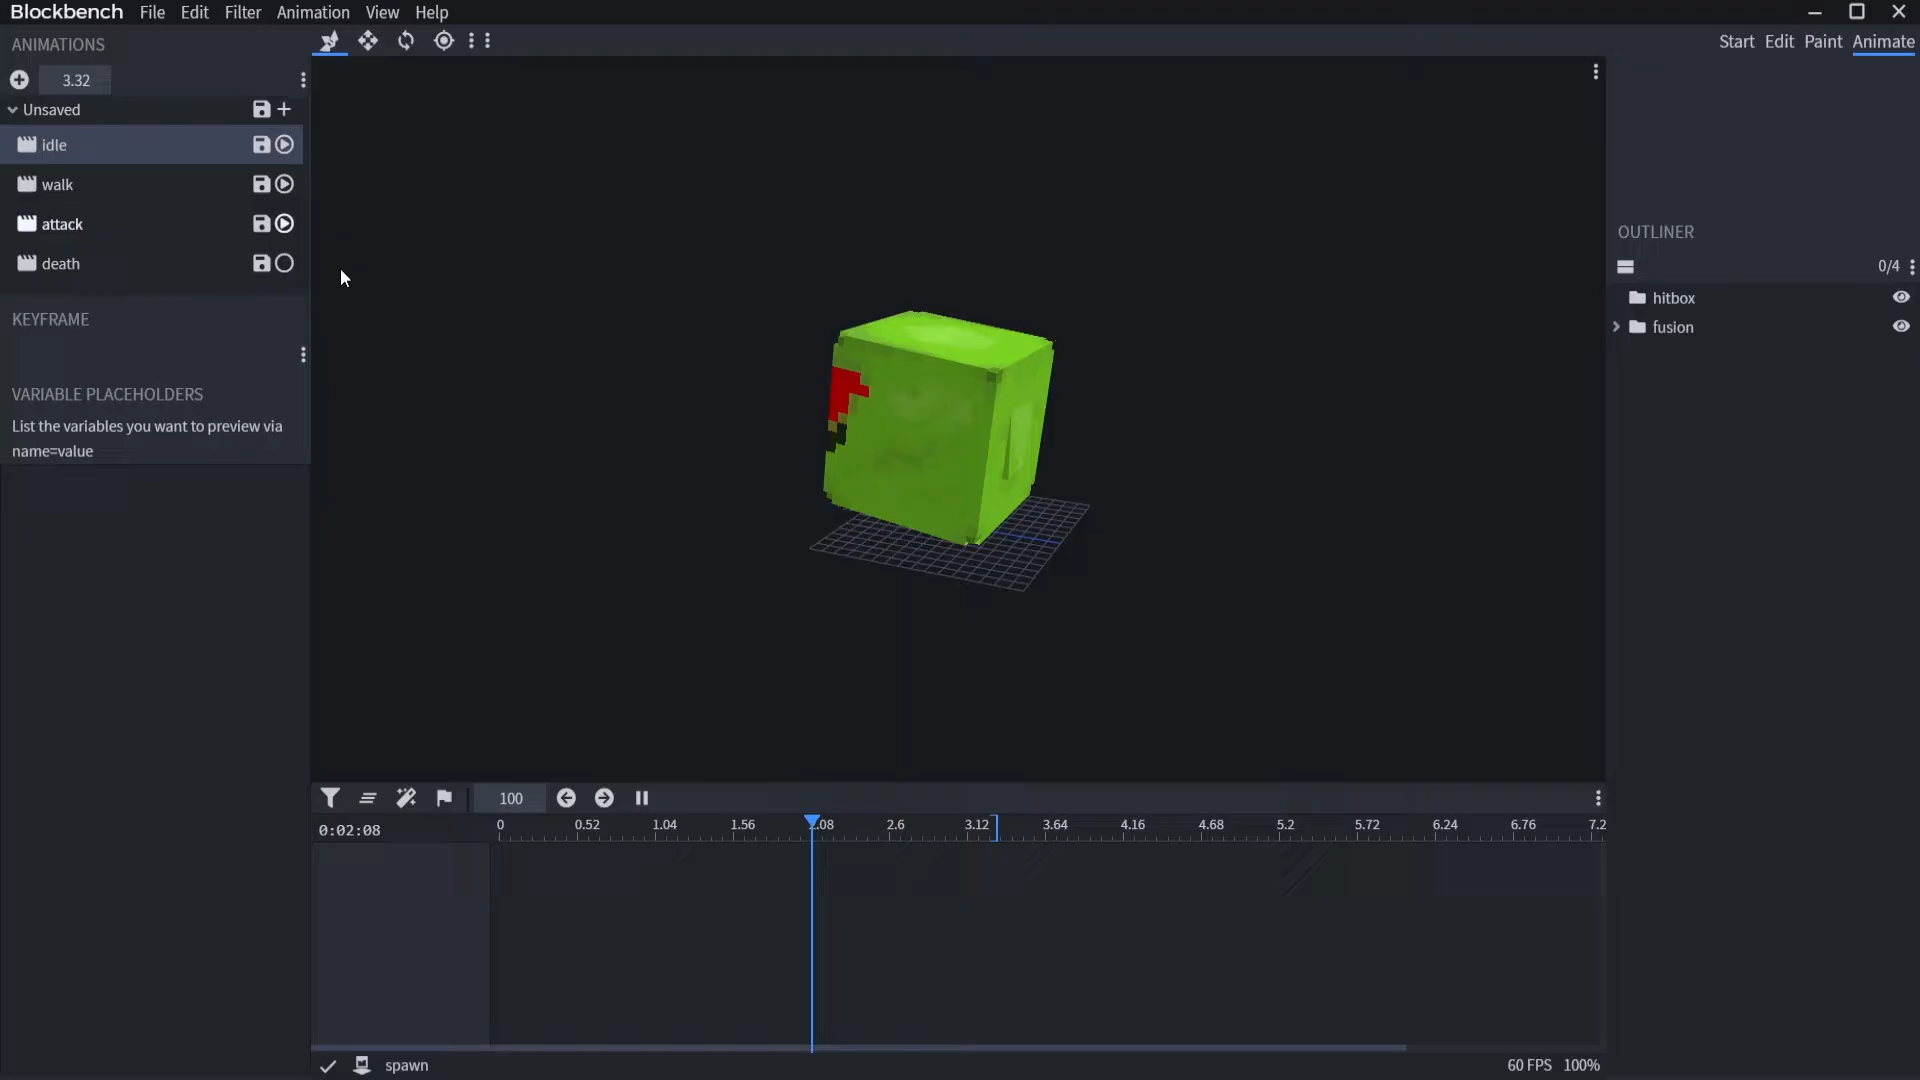 Blockbench File Edit Filter Animation View Help
ANIMATIONS
Start Edit Paint Animate
3.32
Unsaved
idle
walk
attack
death
KEYFRAME
VARIABLE PLACEHOLDERS
List the variables you want to preview via
name=value
OUTLINER
0/4
hitbox
fusion
100
0:02:08
0 0.52 1.04 1.56 2.08 2.6 3.12 3.64 4.16 4.68 5.2 5.72 6.24 6.76 7.2
spawn
60 FPS 100%